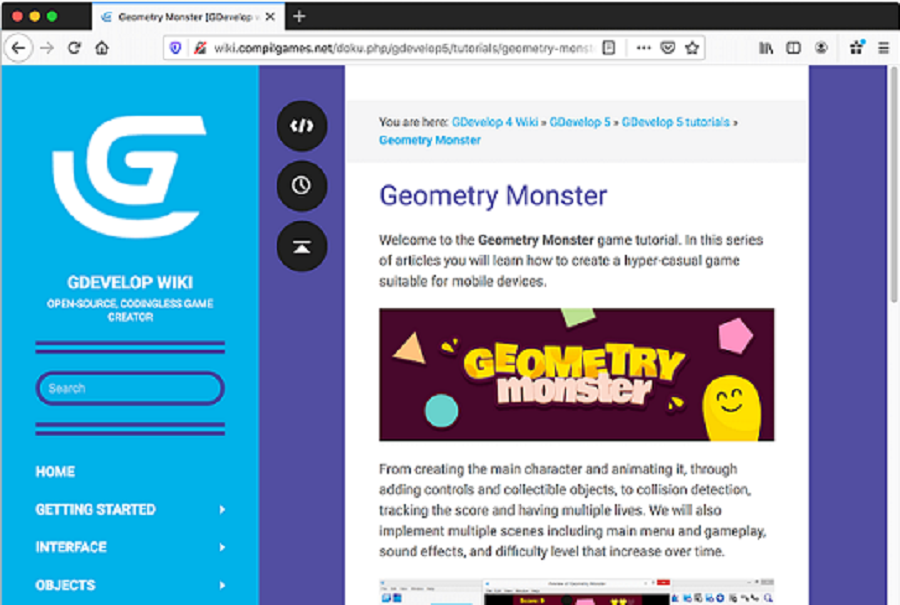 Geometry Monster [GDevelop w
wiki.compilgames.net/doku.php/gdevelop5/tutorials/geometry-monst
GDEVELOP WIKI
OPEN-SOURCE, CODINGLESS GAME
CREATOR
Search
HOME
GETTING STARTED
INTERFACE
OBJECTS
You are here: GDevelop 4 Wiki » GDevelop 5 » GDevelop 5 tutorials »
Geometry Monster
Geometry Monster
Welcome to the Geometry Monster game tutorial. In this series
of articles you will learn how to create a hyper-casual game
suitable for mobile devices.
GEOMETRY
monster
From creating the main character and animating it, through
adding controls and collectible objects, to collision detection,
tracking the score and having multiple lives. We will also
implement multiple scenes including main menu and gameplay,
sound effects, and difficulty level that increase over time.